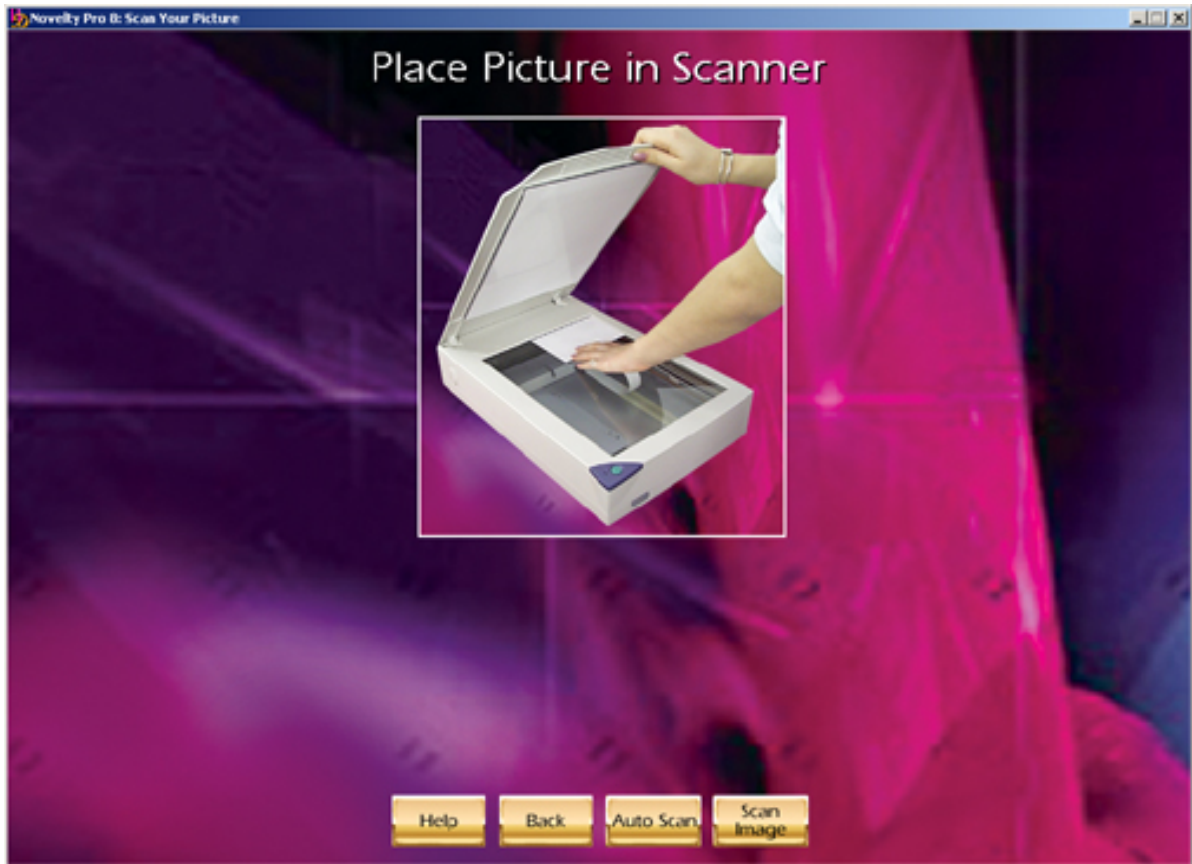 Novelty Pro 8: Scan Your Picture
Place Picture in Scanner
Help
Back
Auto Scan
Scan
Image